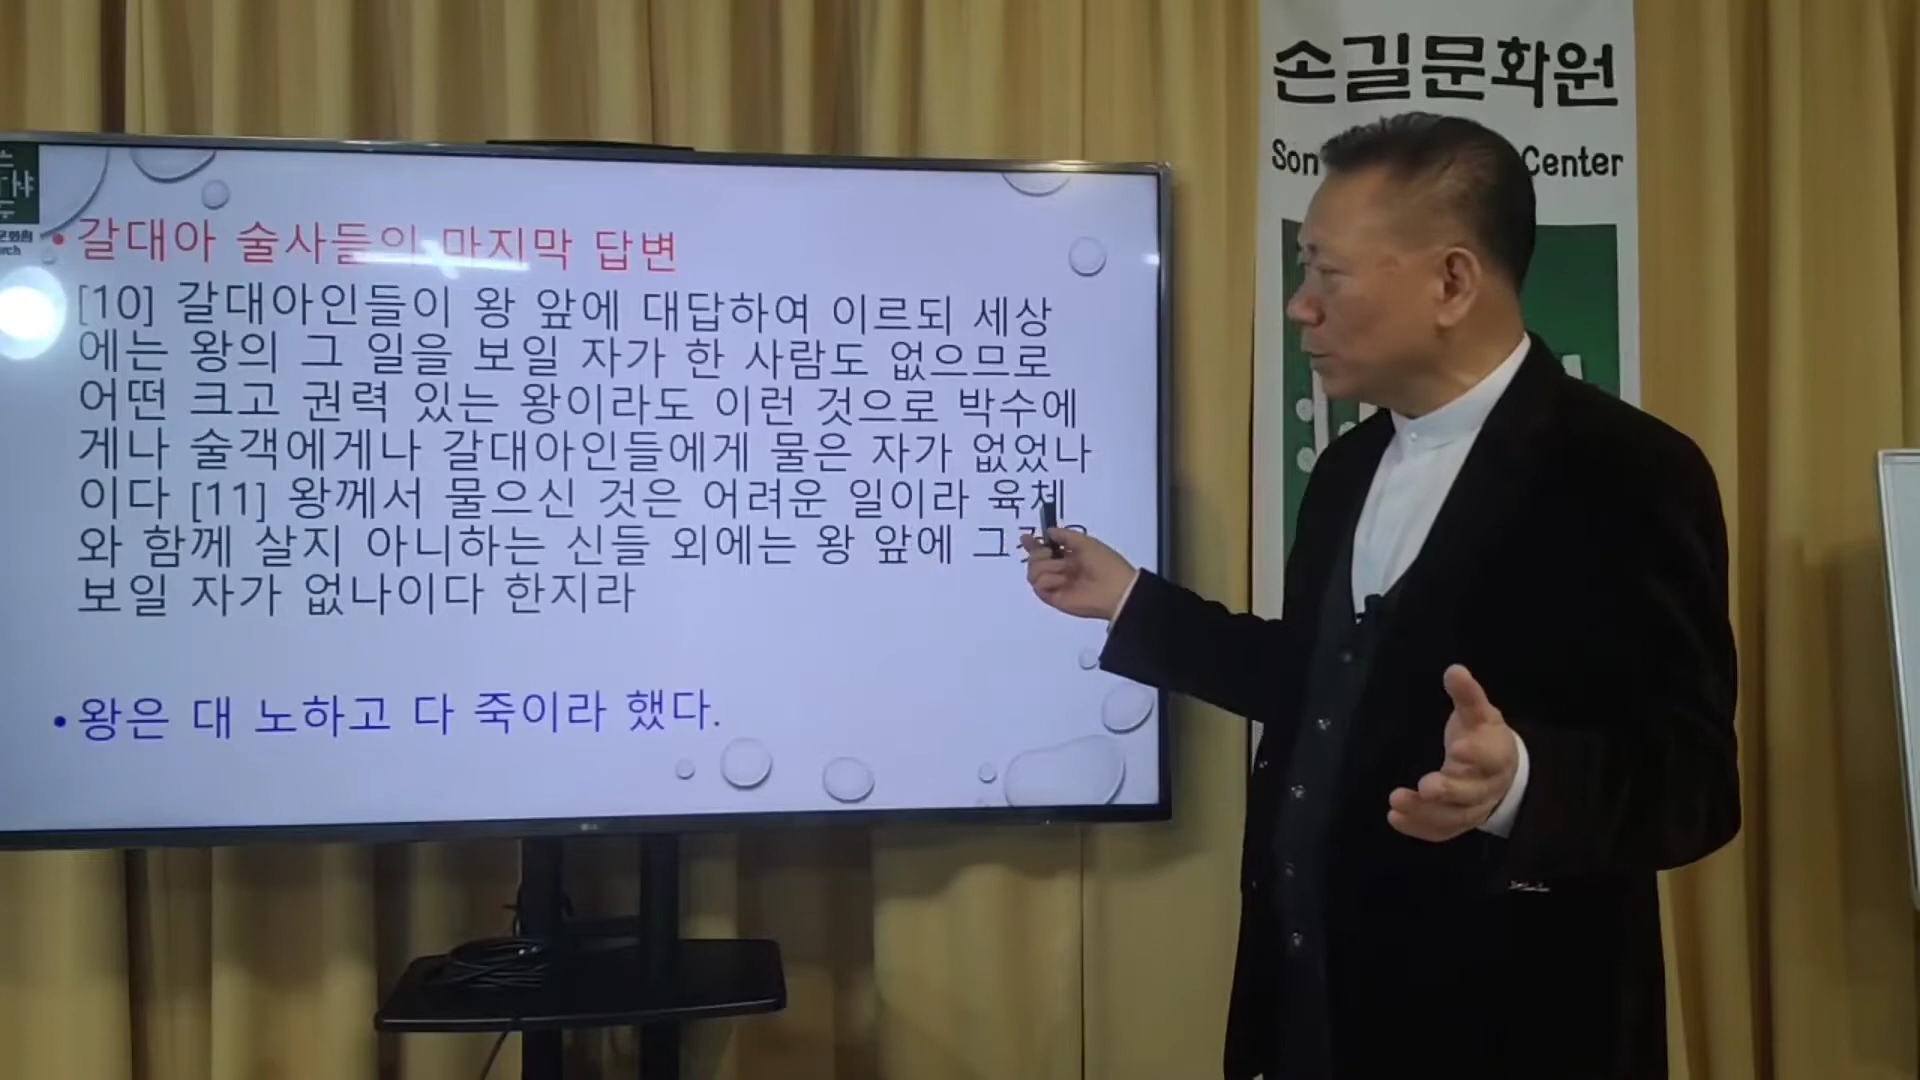 손길문화원
Son Center
문화원
rch
• 갈대아 술사들의 마지막 답변
[10] 갈대아인들이 왕 앞에 대답하여 이르되 세상
에는 왕의 그 일을 보일 자가 한 사람도 없으므로
어떤 크고 권력 있는 왕이라도 이런 것으로 박수에
게나 술객에게나 갈대아인들에게 물은 자가 없었나
이다 [11] 왕께서 물으신 것은 어려운 일이라 육체
와 함께 살지 아니하는 신들 외에는 왕 앞에
보일 자가 없나이다 한지라
• 왕은 대 노하고 다 죽이라 했다.
LG